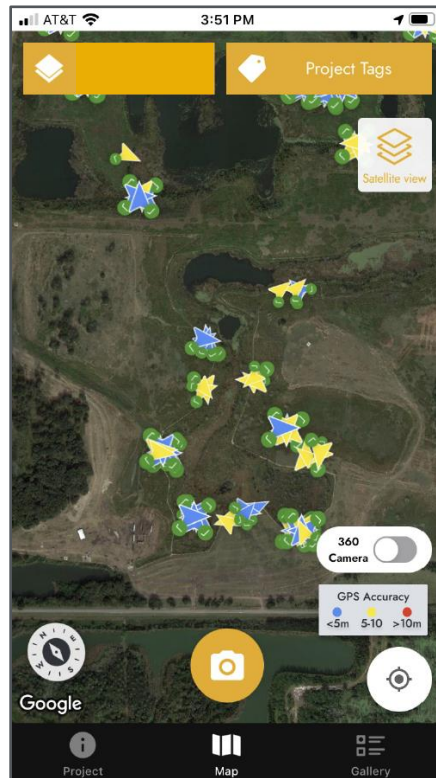 AT&T
3:51 PM
Project Tags
Satellite view
360
Camera
GPS Accuracy
<5m 5-10 >10m
N
E
W
S
Google
Project
Map
Gallery